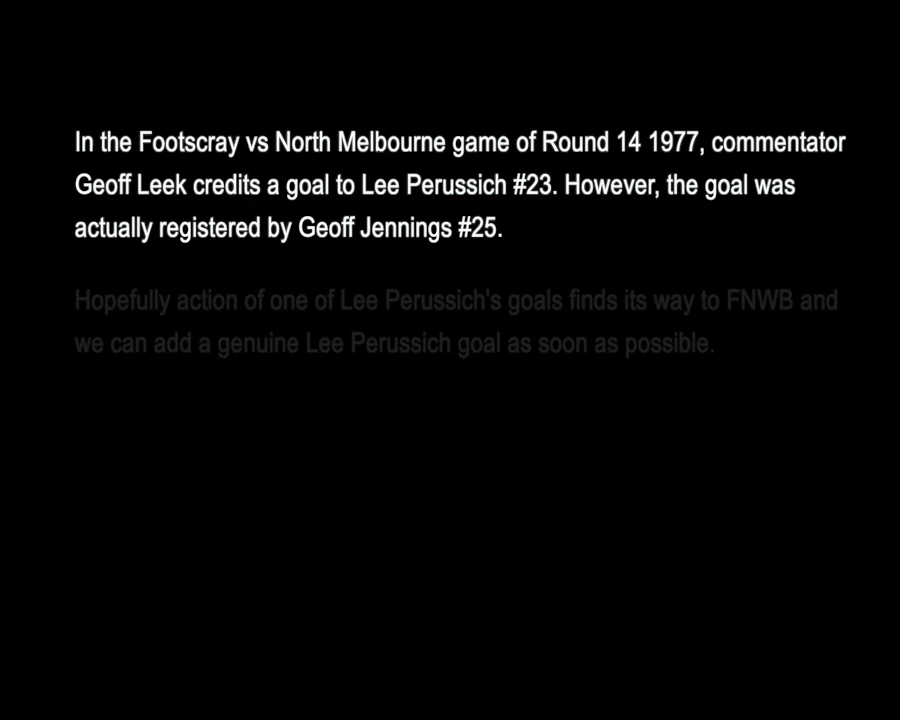 In the Footscray vs North Melbourne game of Round 14 1977, commentator
Geoff Leek credits a goal to Lee Perussich #23. However, the goal was
actually registered by Geoff Jennings #25.
Hopefully action of one of Lee Perussich's goals finds its way to FNWB and
we can add a genuine Lee Perussich goal as soon as possible.